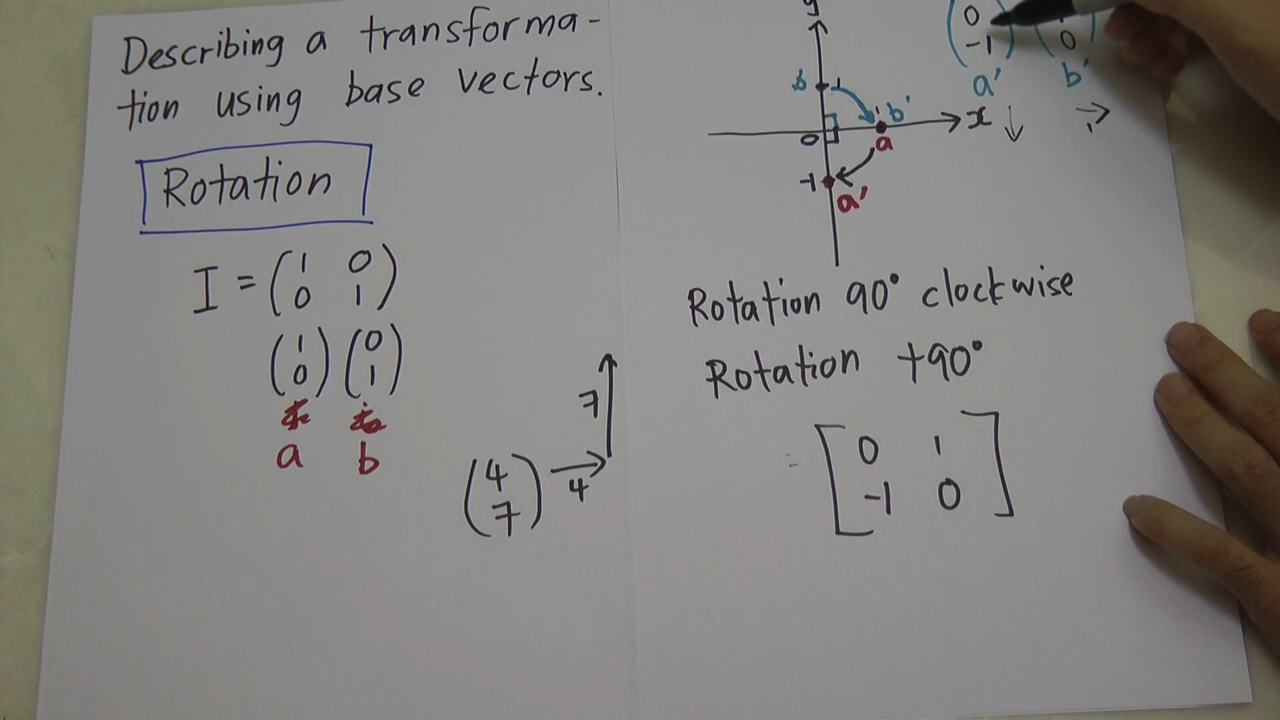 Describing a transforma-
tion using base vectors.
Rotation
I = (1 0
0 1)
(1 0) (0 1)
a b
(4 7) 4 7
y
b 1 b'
0 1 x
a
-1
a'
(0 -1) ( 0)
a' b'
Rotation 90° clockwise
Rotation +90°
= [0 1
-1 0]